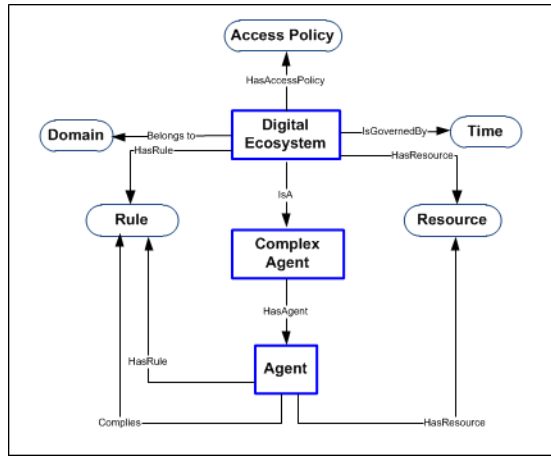 Access Policy
HasAccessPolicy
Domain
Belongs to
Digital
Ecosystem
IsGovernedBy
Time
HasRule
HasResource
IsA
Rule
Resource
Complex
Agent
HasAgent
HasRule
Agent
Complies
HasResource